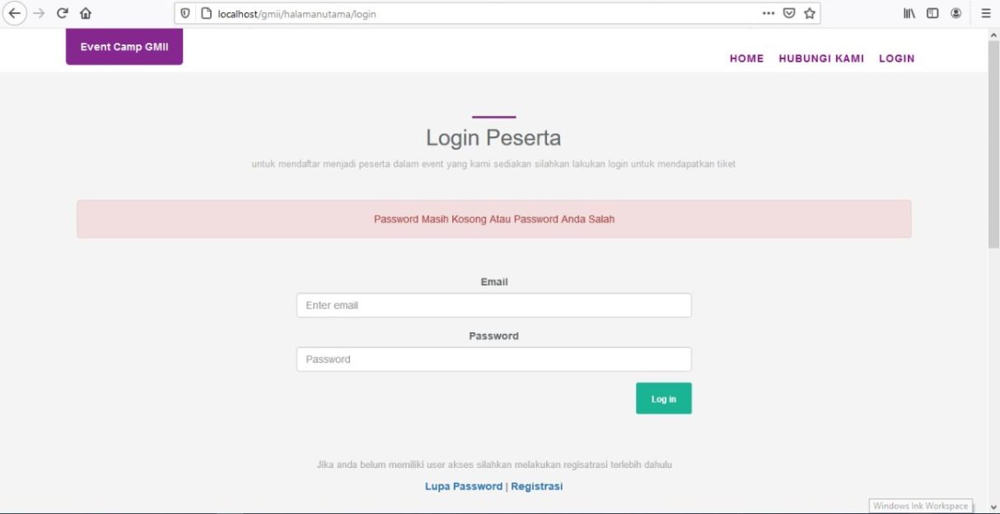 localhost/gmii/halamanutama/login
Event Camp GMII
HOME HUBUNGI KAMI LOGIN
Login Peserta
untuk mendaftar menjadi peserta dalam event yang kami sediakan silahkan lakukan login untuk mendapatkan tiket
Password Masih Kosong Atau Password Anda Salah
Email
Enter email
Password
Password
Log in
Jika anda belum memiliki user akses silahkan melakukan regisatrasi terlebih dahulu
Lupa Password | Registrasi
Windows Ink Workspace